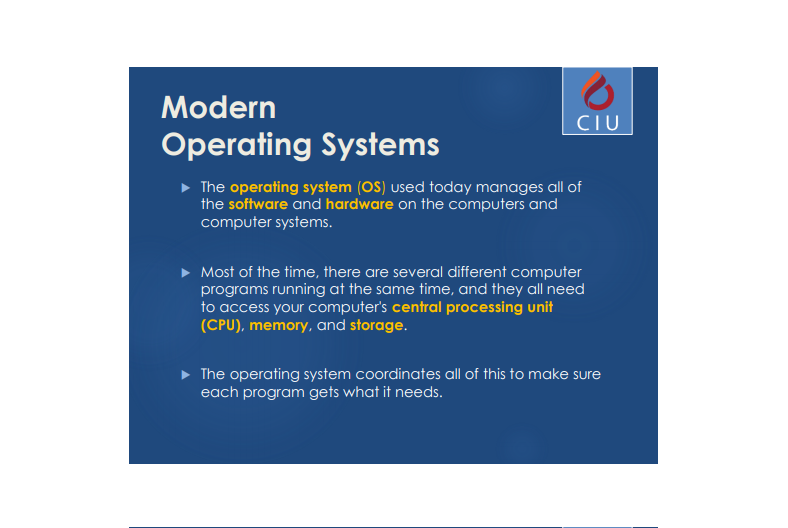 CIU
Modern
Operating Systems
The operating system (OS) used today manages all of
the software and hardware on the computers and
computer systems.
Most of the time, there are several different computer
programs running at the same time, and they all need
to access your computer's central processing unit
(CPU), memory, and storage.
The operating system coordinates all of this to make sure
each program gets what it needs.